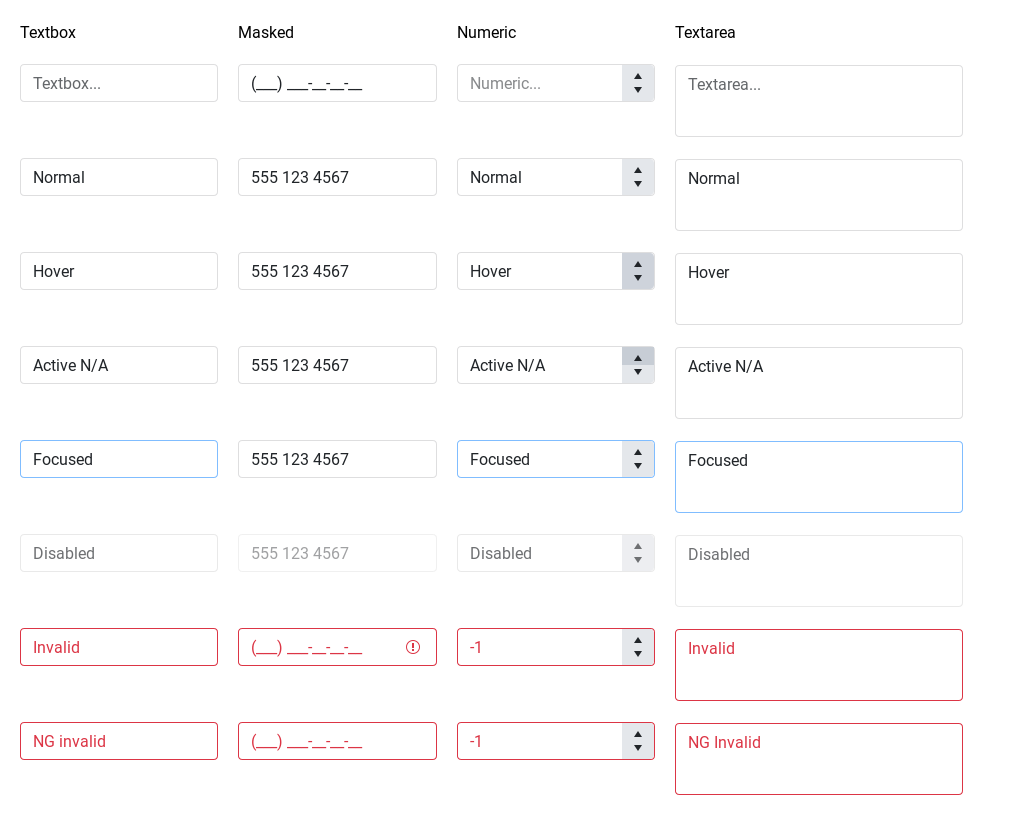 Textbox Masked Numeric Textarea
Textbox... (___) ___-__-__-__ Numeric... Textarea...
Normal 555 123 4567 Normal Normal
Hover 555 123 4567 Hover Hover
Active N/A 555 123 4567 Active N/A Active N/A
Focused 555 123 4567 Focused Focused
Disabled 555 123 4567 Disabled Disabled
Invalid (___) ___-__-__-__ -1 Invalid
NG invalid (___) ___-__-__-__ -1 NG Invalid